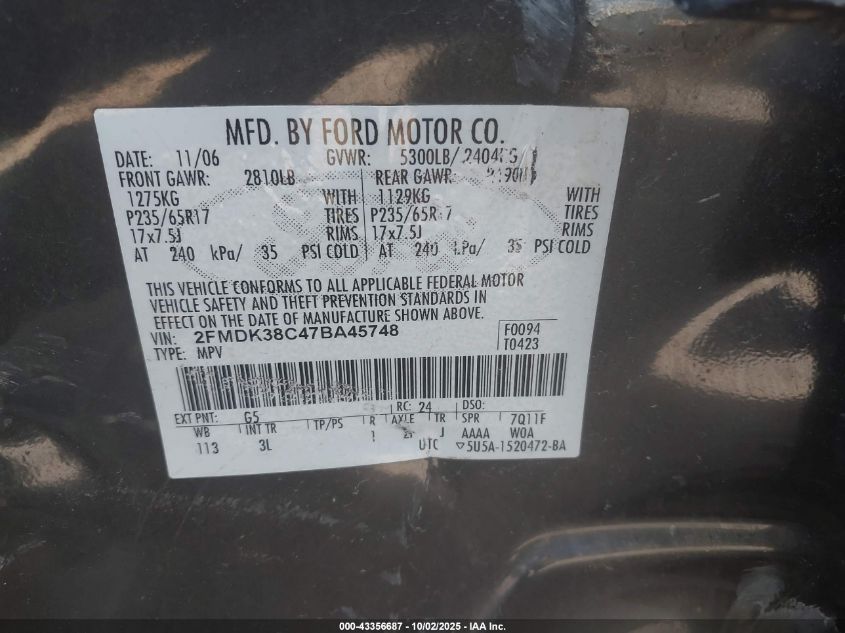 MFD. BY FORD MOTOR CO.
DATE: 11/06 GVWR: 5300LB/ 2404KG
FRONT GAWR: 2810LB REAR GAWR:
1275KG WITH 1129KG WITH
P235/65R17 TIRES P235/65R17 TIRES
17x7.5J RIMS 17x7.5J RIMS
AT 240 kPa/ 35 PSI COLD AT 240 kPa/ 35 PSI COLD
THIS VEHICLE CONFORMS TO ALL APPLICABLE FEDERAL MOTOR
VEHICLE SAFETY AND THEFT PREVENTION STANDARDS IN
EFFECT ON THE DATE OF MANUFACTURE SHOWN ABOVE.
VIN: 2FMDK38C47BA45748
TYPE: MPV
F0094
T0423
EXT PNT: G5 RC: 24 DSO:
WB INT TR TP/PS R AXLE TR SPR 7Q11F
113 3L J AAAA W0A
UTC ▽5U5A-1520472-BA
000-43356687 - 10/02/2025 - IAA Inc.